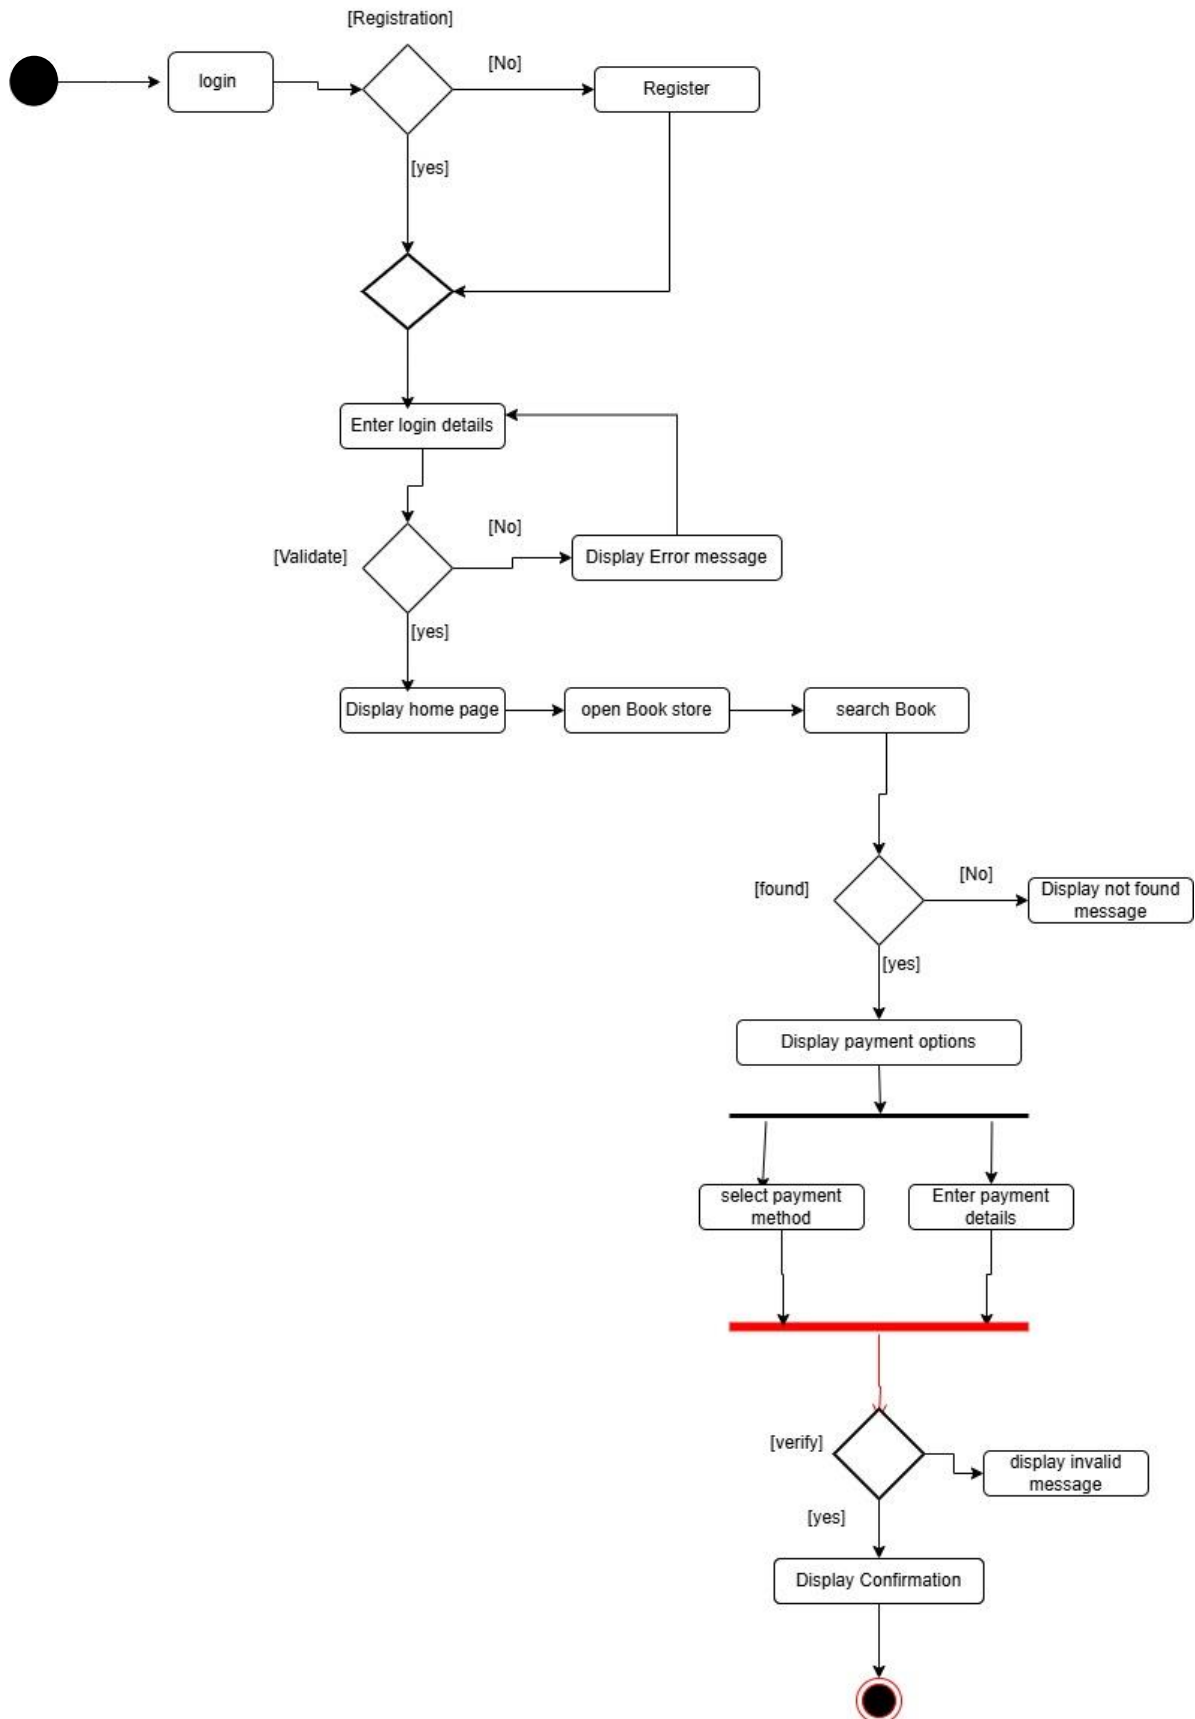 [Registration]
login
[No]
Register
[yes]
Enter login details
[Validate]
[No]
Display Error message
[yes]
Display home page
open Book store
search Book
[found]
[No]
Display not found
message
[yes]
Display payment options
select payment
method
Enter payment
details
[verify]
display invalid
message
[yes]
Display Confirmation